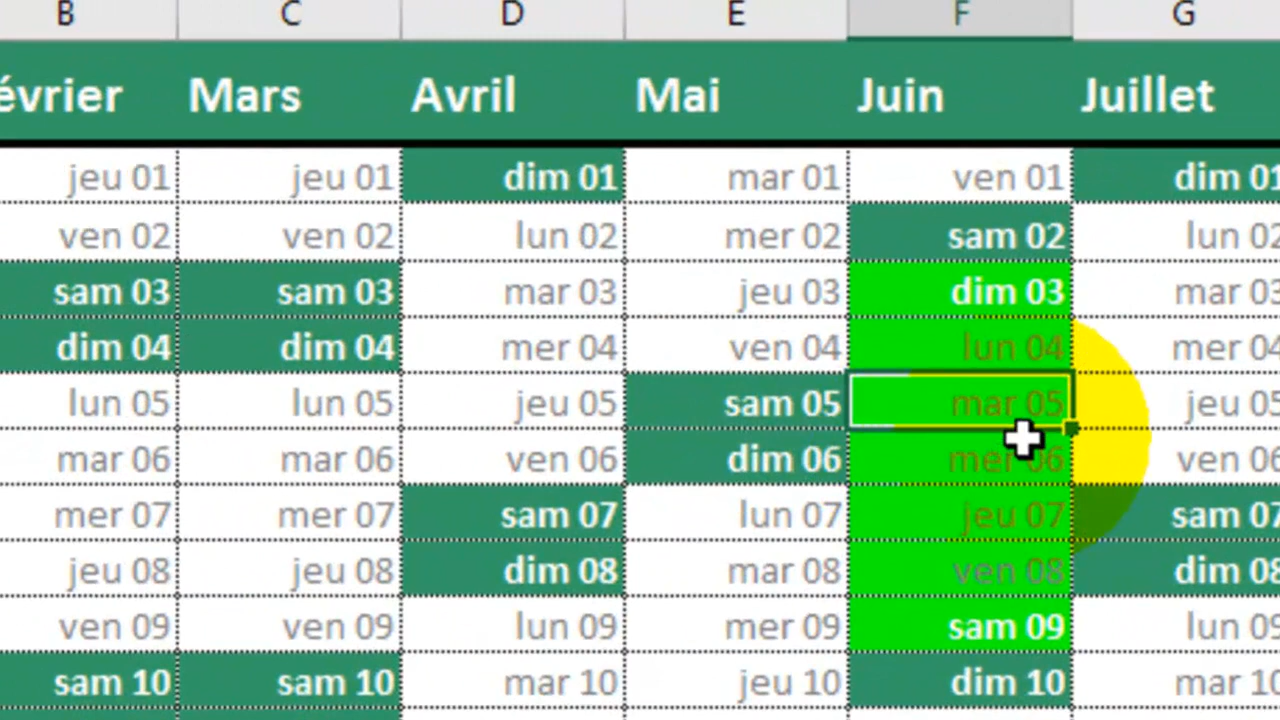 B C D E F G
évrier Mars Avril Mai Juin Juillet
jeu 01 jeu 01 dim 01 mar 01 ven 01 dim 01
ven 02 ven 02 lun 02 mer 02 sam 02 lun 02
sam 03 sam 03 mar 03 jeu 03 dim 03 mar 03
dim 04 dim 04 mer 04 ven 04 lun 04 mer 04
lun 05 lun 05 jeu 05 sam 05 mar 05 jeu 05
mar 06 mar 06 ven 06 dim 06 mer 06 ven 06
mer 07 mer 07 sam 07 lun 07 jeu 07 sam 07
jeu 08 jeu 08 dim 08 mar 08 ven 08 dim 08
ven 09 ven 09 lun 09 mer 09 sam 09 lun 09
sam 10 sam 10 mar 10 jeu 10 dim 10 mar 10